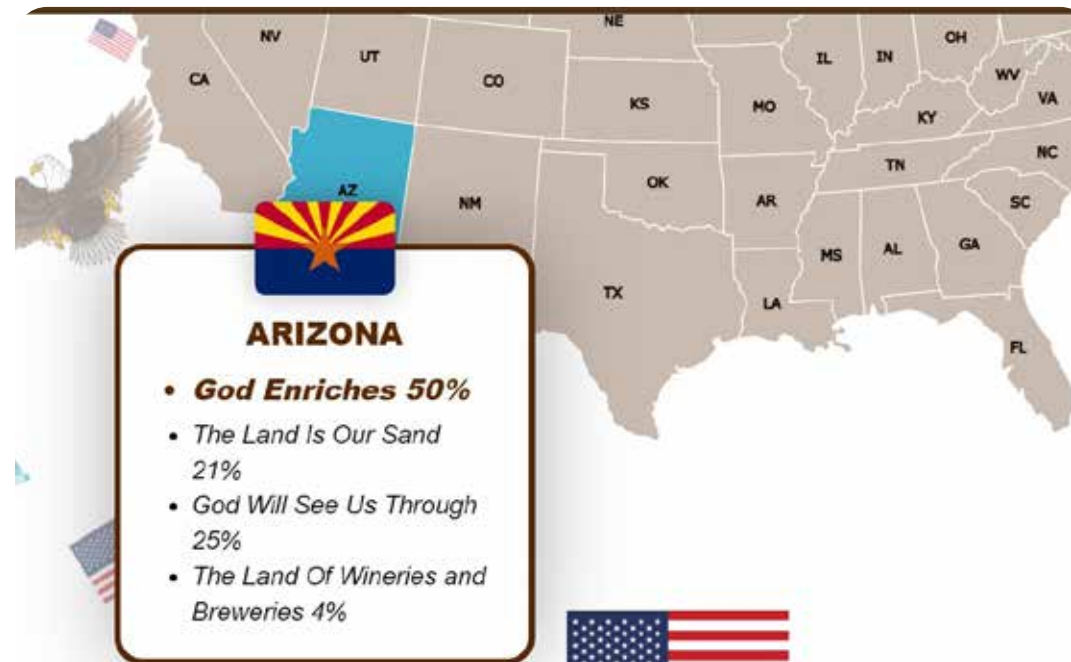 NE
OH
NV
IL
IN
UT
WV
CA
CO
VA
KS
MO
KY
NC
TN
OK
AZ
AR
NM
SC
MS
AL
GA
TX
LA
FL
ARIZONA
• God Enriches 50%
• The Land Is Our Sand
21%
• God Will See Us Through
25%
• The Land Of Wineries and
Breweries 4%